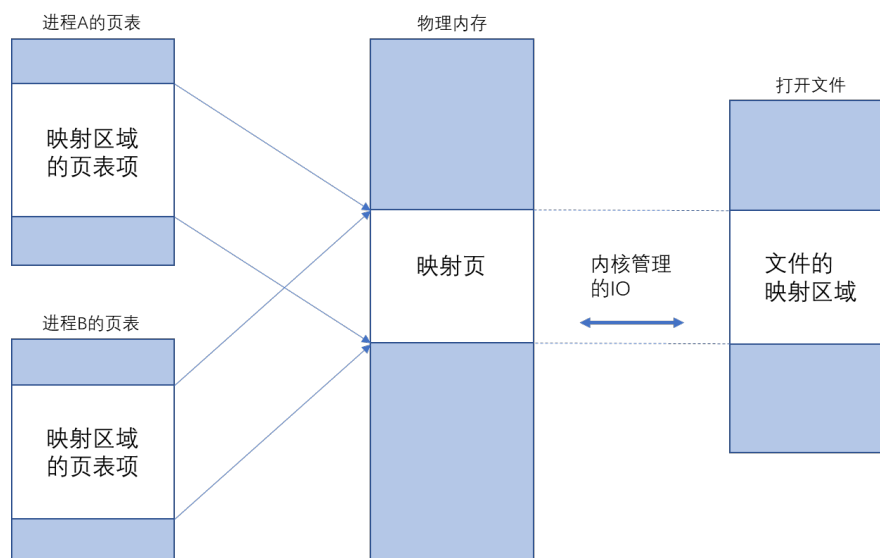 进程A的页表
映射区域
的页表项
进程B的页表
映射区域
的页表项
物理内存
映射页
内核管理
的IO
打开文件
文件的
映射区域